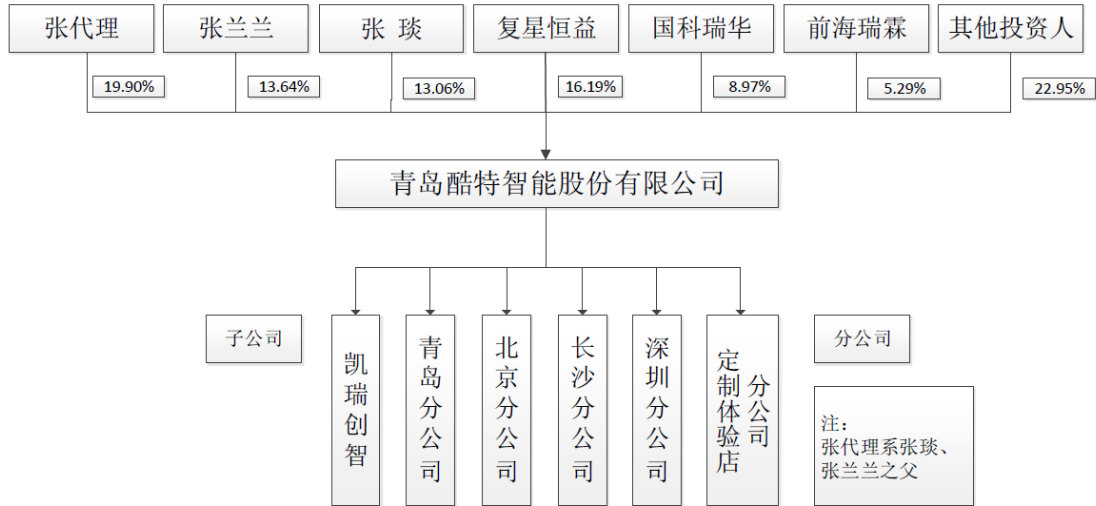 张代理
张兰兰
张 琰
复星恒益
国科瑞华
前海瑞霖
其他投资人
19.90%
13.64%
13.06%
16.19%
8.97%
5.29%
22.95%
青岛酷特智能股份有限公司
子公司
凯瑞创智
青岛分公司
北京分公司
长沙分公司
深圳分公司
定制体验店
分公司
分公司
注：
张代理系张琰、
张兰兰之父